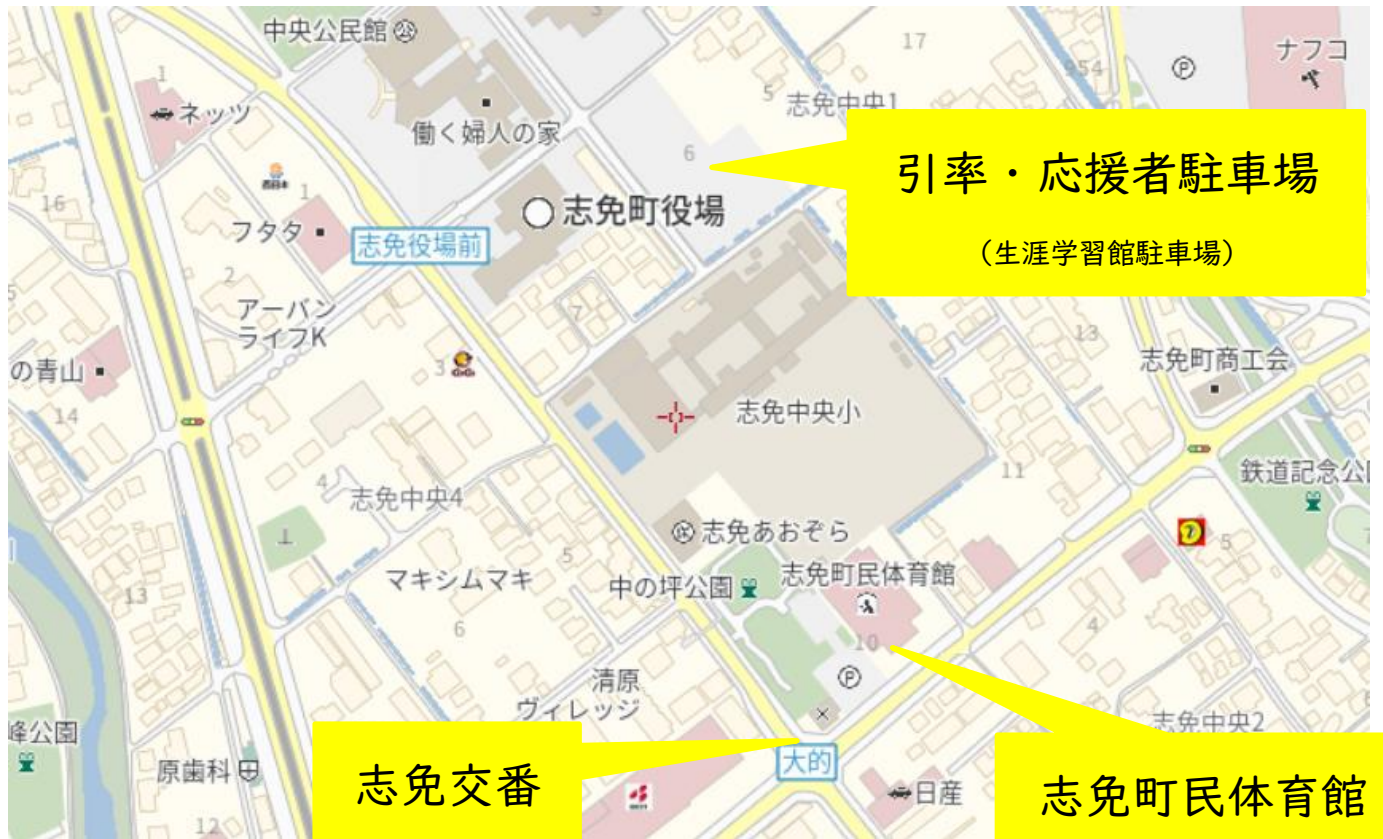 中央公民館
17
ナフコ
1
954
5
志免中央1
ネッツ
働く婦人の家
6
引率・応援者駐車場
(生涯学習館駐車場)
16
1
志免町役場
フタタ
志免役場前
2
アーバン
ライフK
7
13
の青山
3
志免町商工会
14
志免中央小
4
志免中央4
11
鉄道記念公
志免あおぞら
5
5
7
マキシムマキ
中の坪公園
志免町民体育館
13
6
10
4
清原
ヴィレッジ
峰公園
志免中央2
原歯科
志免交番
大的
日産
志免町民体育館
12